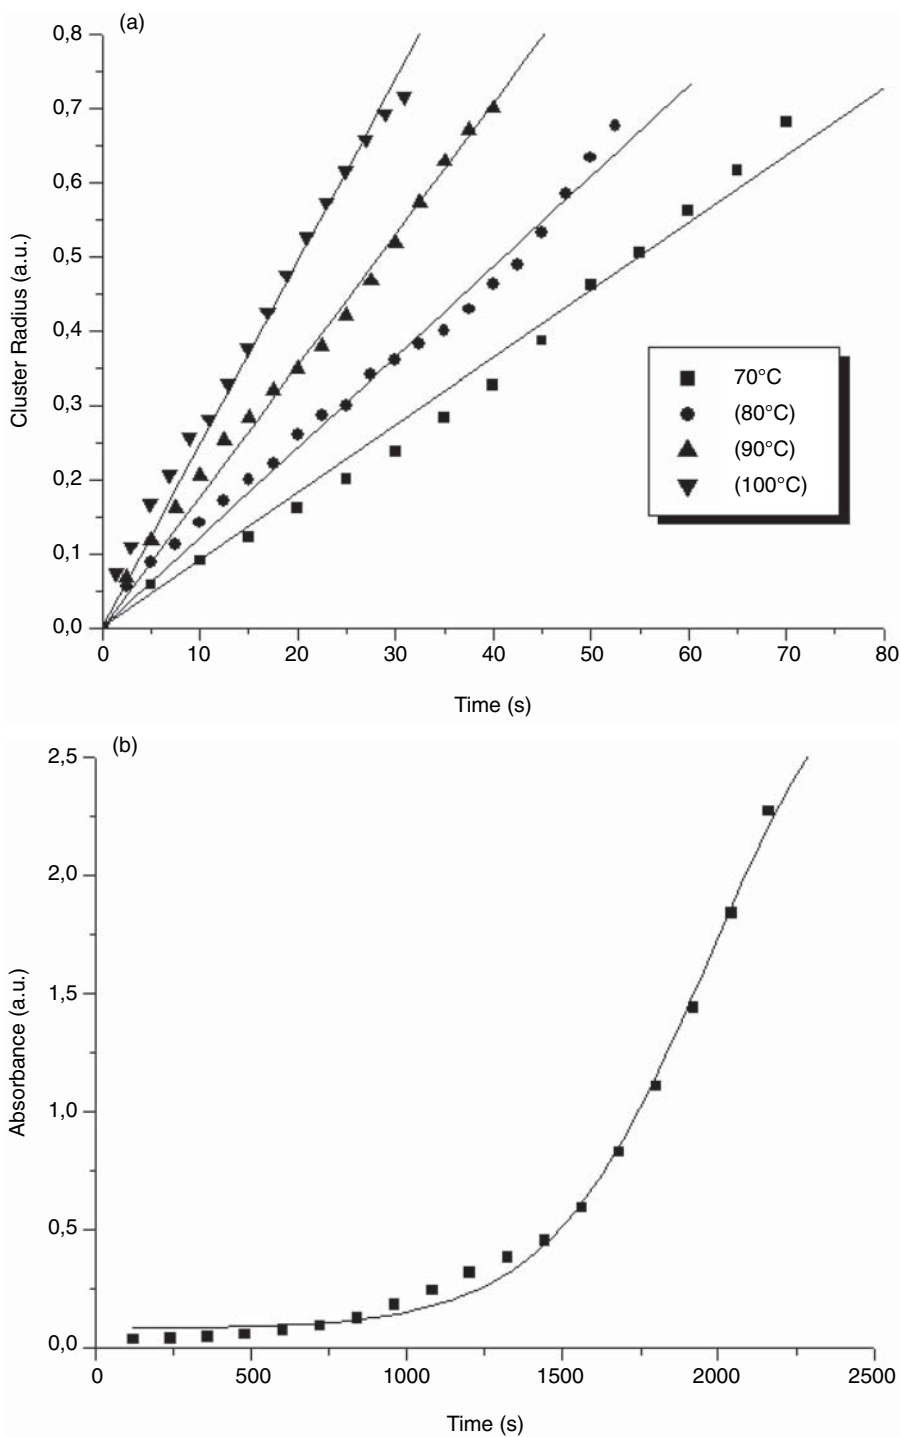 (a)
0,8
0,7
0,6
0,5
0,4
0,3
0,2
0,1
0,0
Cluster Radius (a.u.)
0 10 20 30 40 50 60 70 80
Time (s)
70°C
(80°C)
(90°C)
(100°C)
(b)
2,5
2,0
1,5
1,0
0,5
0,0
Absorbance (a.u.)
0 500 1000 1500 2000 2500
Time (s)